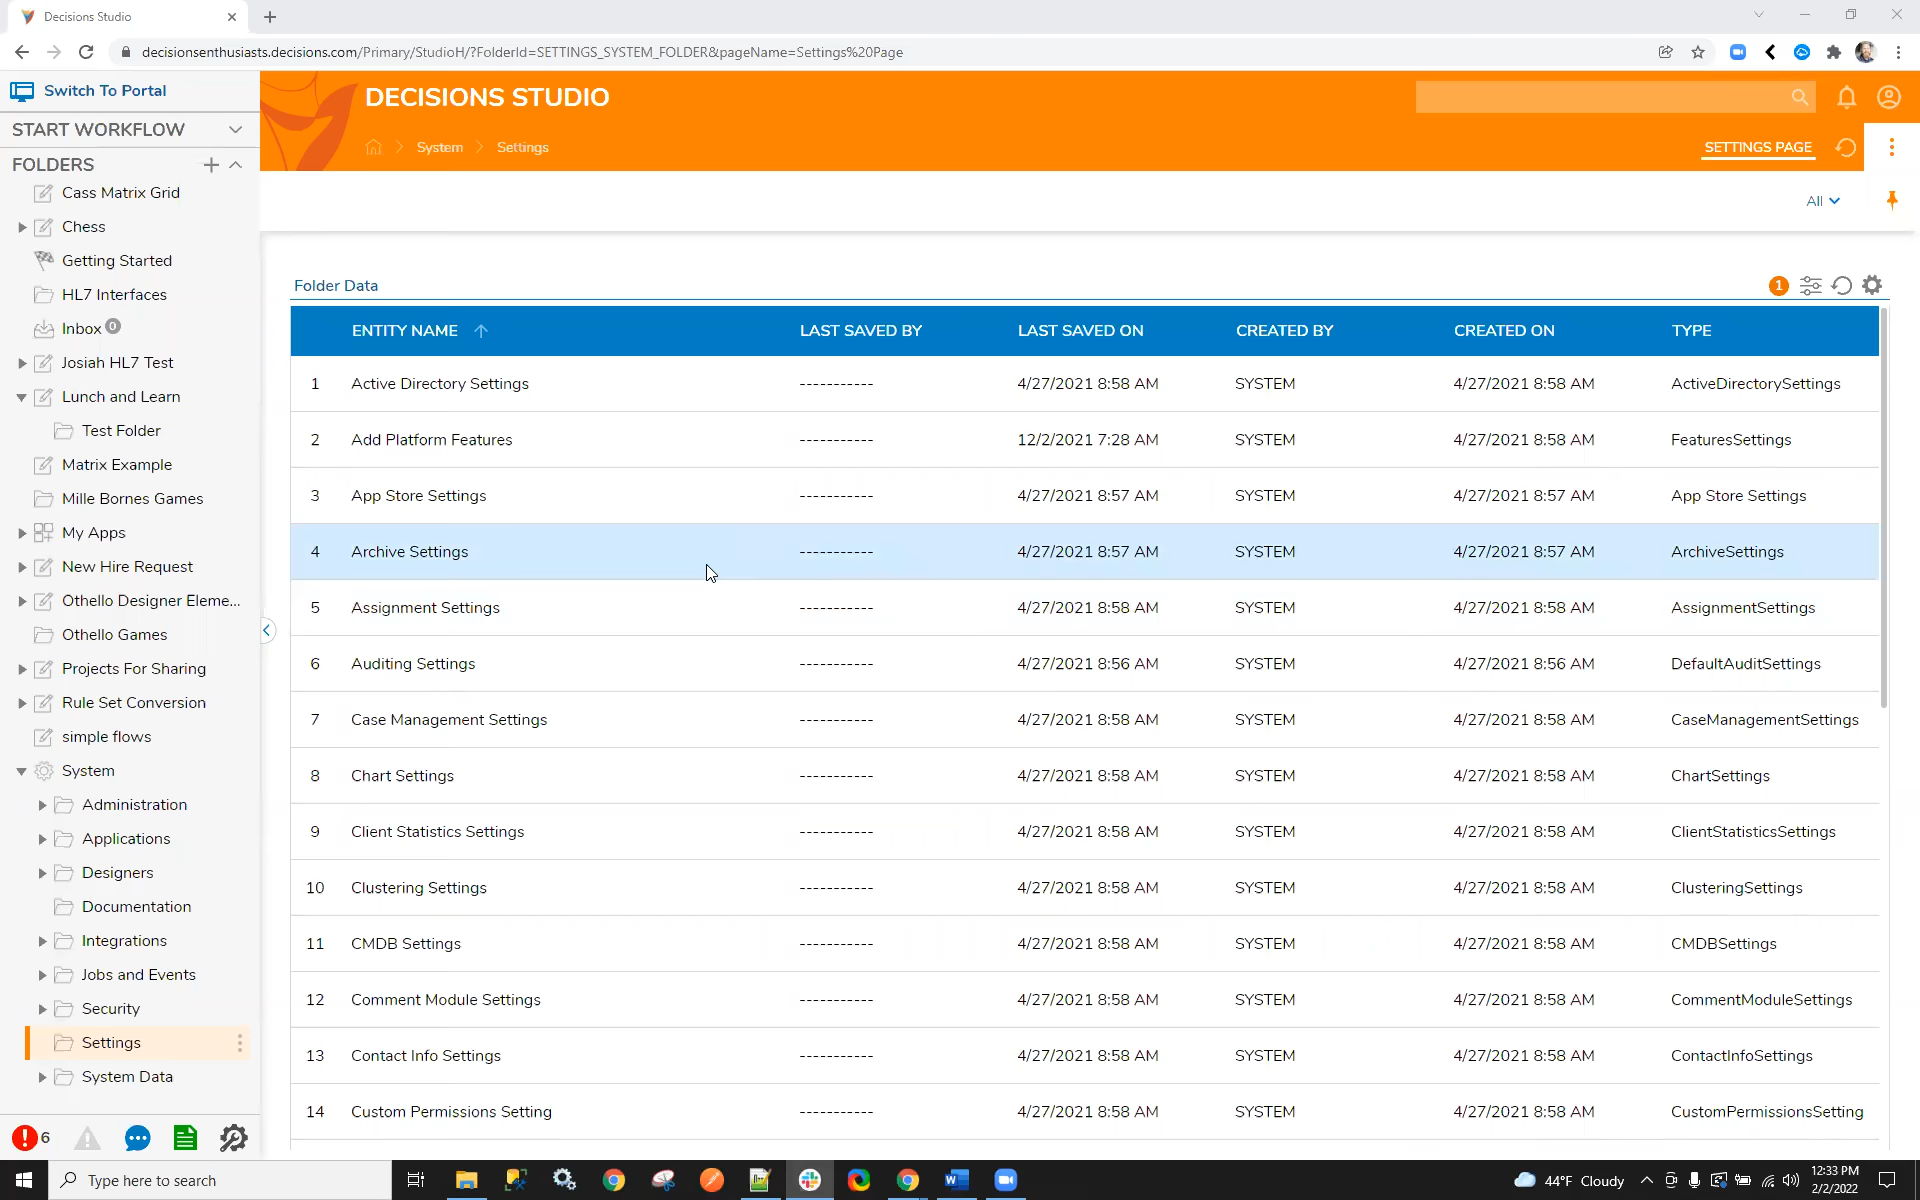 Decisions Studio
decisionsenthusiasts.decisions.com/Primary/StudioH/?FolderId=SETTINGS_SYSTEM_FOLDER&pageName=Settings%20Page
Switch To Portal
START WORKFLOW
FOLDERS
Cass Matrix Grid
Chess
Getting Started
HL7 Interfaces
Inbox 0
Josiah HL7 Test
Lunch and Learn
Test Folder
Matrix Example
Mille Bornes Games
My Apps
New Hire Request
Othello Designer Eleme...
Othello Games
Projects For Sharing
Rule Set Conversion
simple flows
System
Administration
Applications
Designers
Documentation
Integrations
Jobs and Events
Security
Settings
System Data
6
DECISIONS STUDIO
System Settings
SETTINGS PAGE
All
Folder Data
1
ENTITY NAME LAST SAVED BY LAST SAVED ON CREATED BY CREATED ON TYPE
1 Active Directory Settings ----------- 4/27/2021 8:58 AM SYSTEM 4/27/2021 8:58 AM ActiveDirectorySettings
2 Add Platform Features ----------- 12/2/2021 7:28 AM SYSTEM 4/27/2021 8:58 AM FeaturesSettings
3 App Store Settings ----------- 4/27/2021 8:57 AM SYSTEM 4/27/2021 8:57 AM App Store Settings
4 Archive Settings ----------- 4/27/2021 8:57 AM SYSTEM 4/27/2021 8:57 AM ArchiveSettings
5 Assignment Settings ----------- 4/27/2021 8:58 AM SYSTEM 4/27/2021 8:58 AM AssignmentSettings
6 Auditing Settings ----------- 4/27/2021 8:56 AM SYSTEM 4/27/2021 8:56 AM DefaultAuditSettings
7 Case Management Settings ----------- 4/27/2021 8:58 AM SYSTEM 4/27/2021 8:58 AM CaseManagementSettings
8 Chart Settings ----------- 4/27/2021 8:58 AM SYSTEM 4/27/2021 8:58 AM ChartSettings
9 Client Statistics Settings ----------- 4/27/2021 8:58 AM SYSTEM 4/27/2021 8:58 AM ClientStatisticsSettings
10 Clustering Settings ----------- 4/27/2021 8:58 AM SYSTEM 4/27/2021 8:58 AM ClusteringSettings
11 CMDB Settings ----------- 4/27/2021 8:58 AM SYSTEM 4/27/2021 8:58 AM CMDBSettings
12 Comment Module Settings ----------- 4/27/2021 8:58 AM SYSTEM 4/27/2021 8:58 AM CommentModuleSettings
13 Contact Info Settings ----------- 4/27/2021 8:58 AM SYSTEM 4/27/2021 8:58 AM ContactInfoSettings
14 Custom Permissions Setting ----------- 4/27/2021 8:58 AM SYSTEM 4/27/2021 8:58 AM CustomPermissionsSetting
Type here to search
44°F Cloudy
12:33 PM
2/2/2022